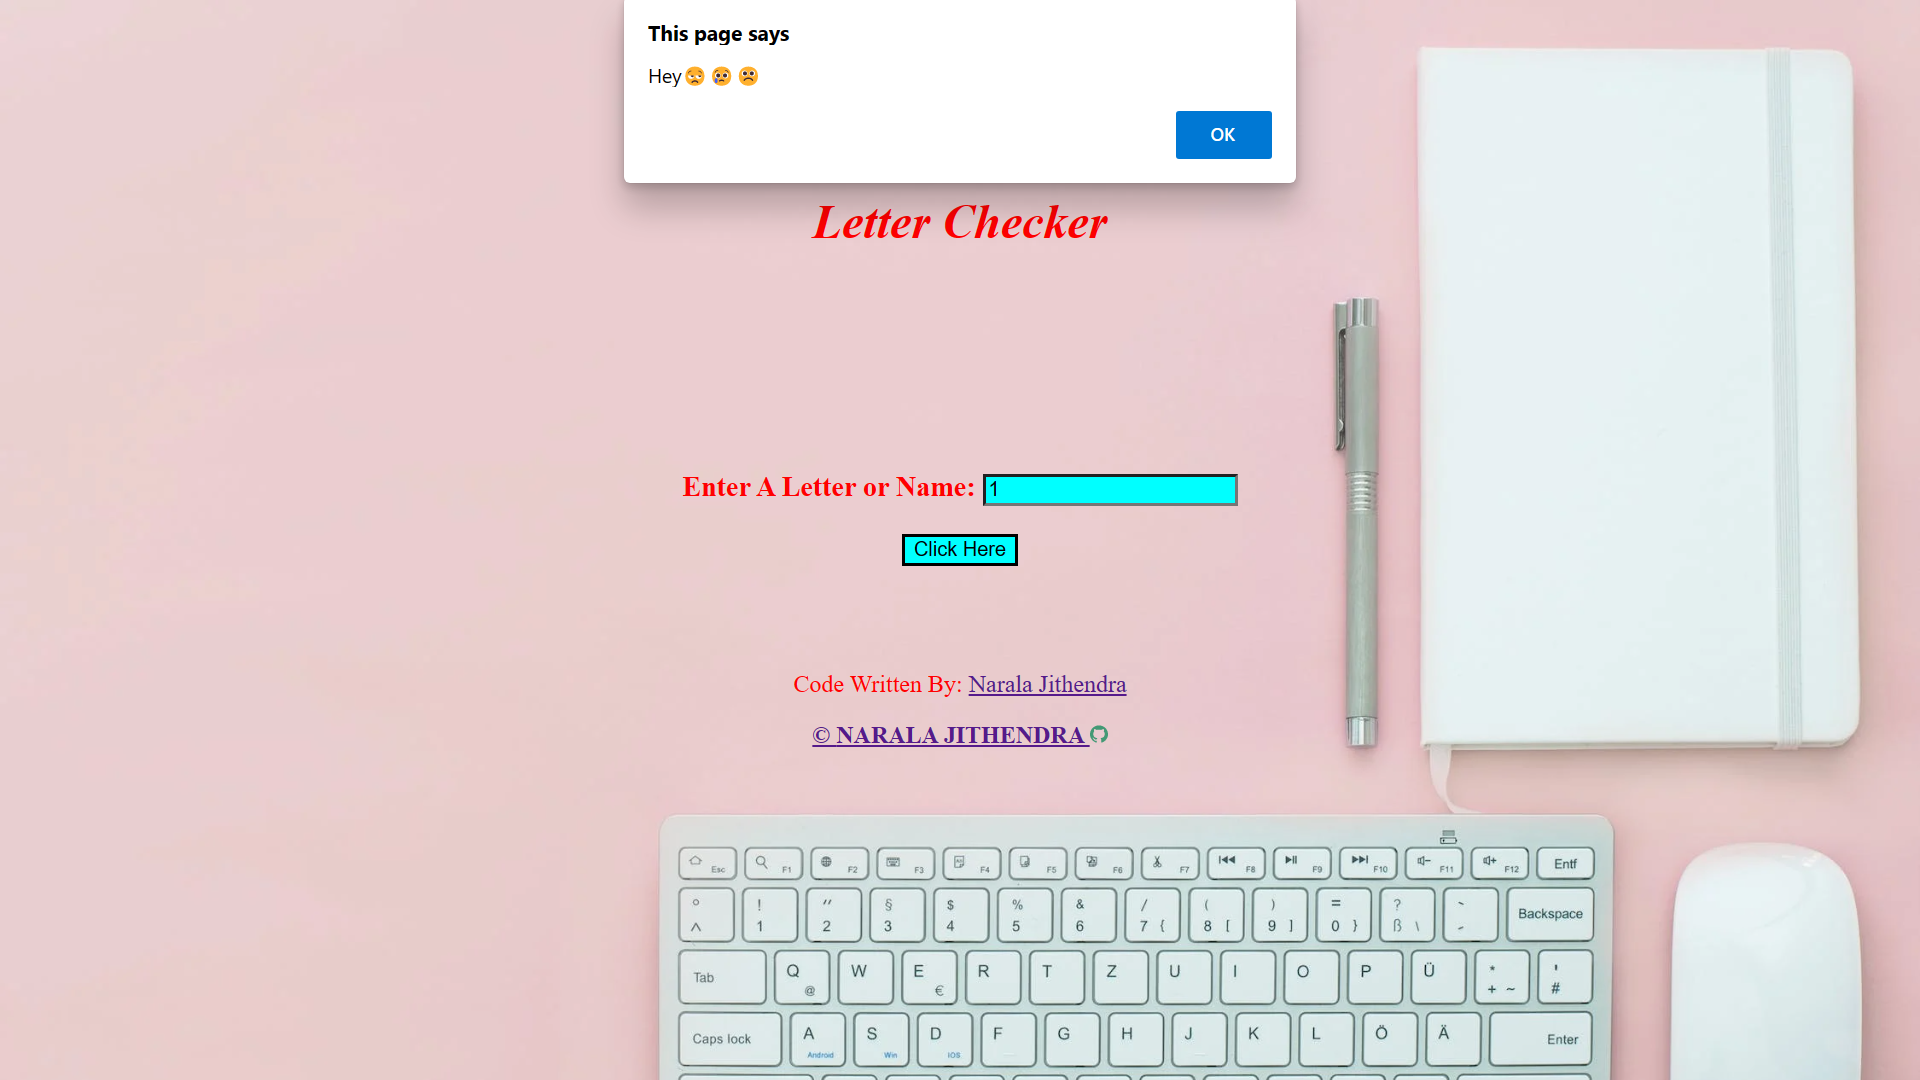 This page says
Hey😒 😢 ☹️
OK
Letter Checker
Enter A Letter or Name: 1
Click Here
Code Written By: Narala Jithendra
© NARALA JITHENDRA
Esc F1 F2 F3 F4 F5 F6 F7 F8 F9 F10 F11 F12 Entf
° ! '' § $ % & / ( ) = ? ` Backspace
^ 1 2 3 4 5 6 7 { 8 [ 9 ] 0 } ß \ ´
Tab Q W E R T Z U I O P Ü * '
@ € + ~ #
Caps lock A S D F G H J K L Ö Ä Enter
Android Win IOS